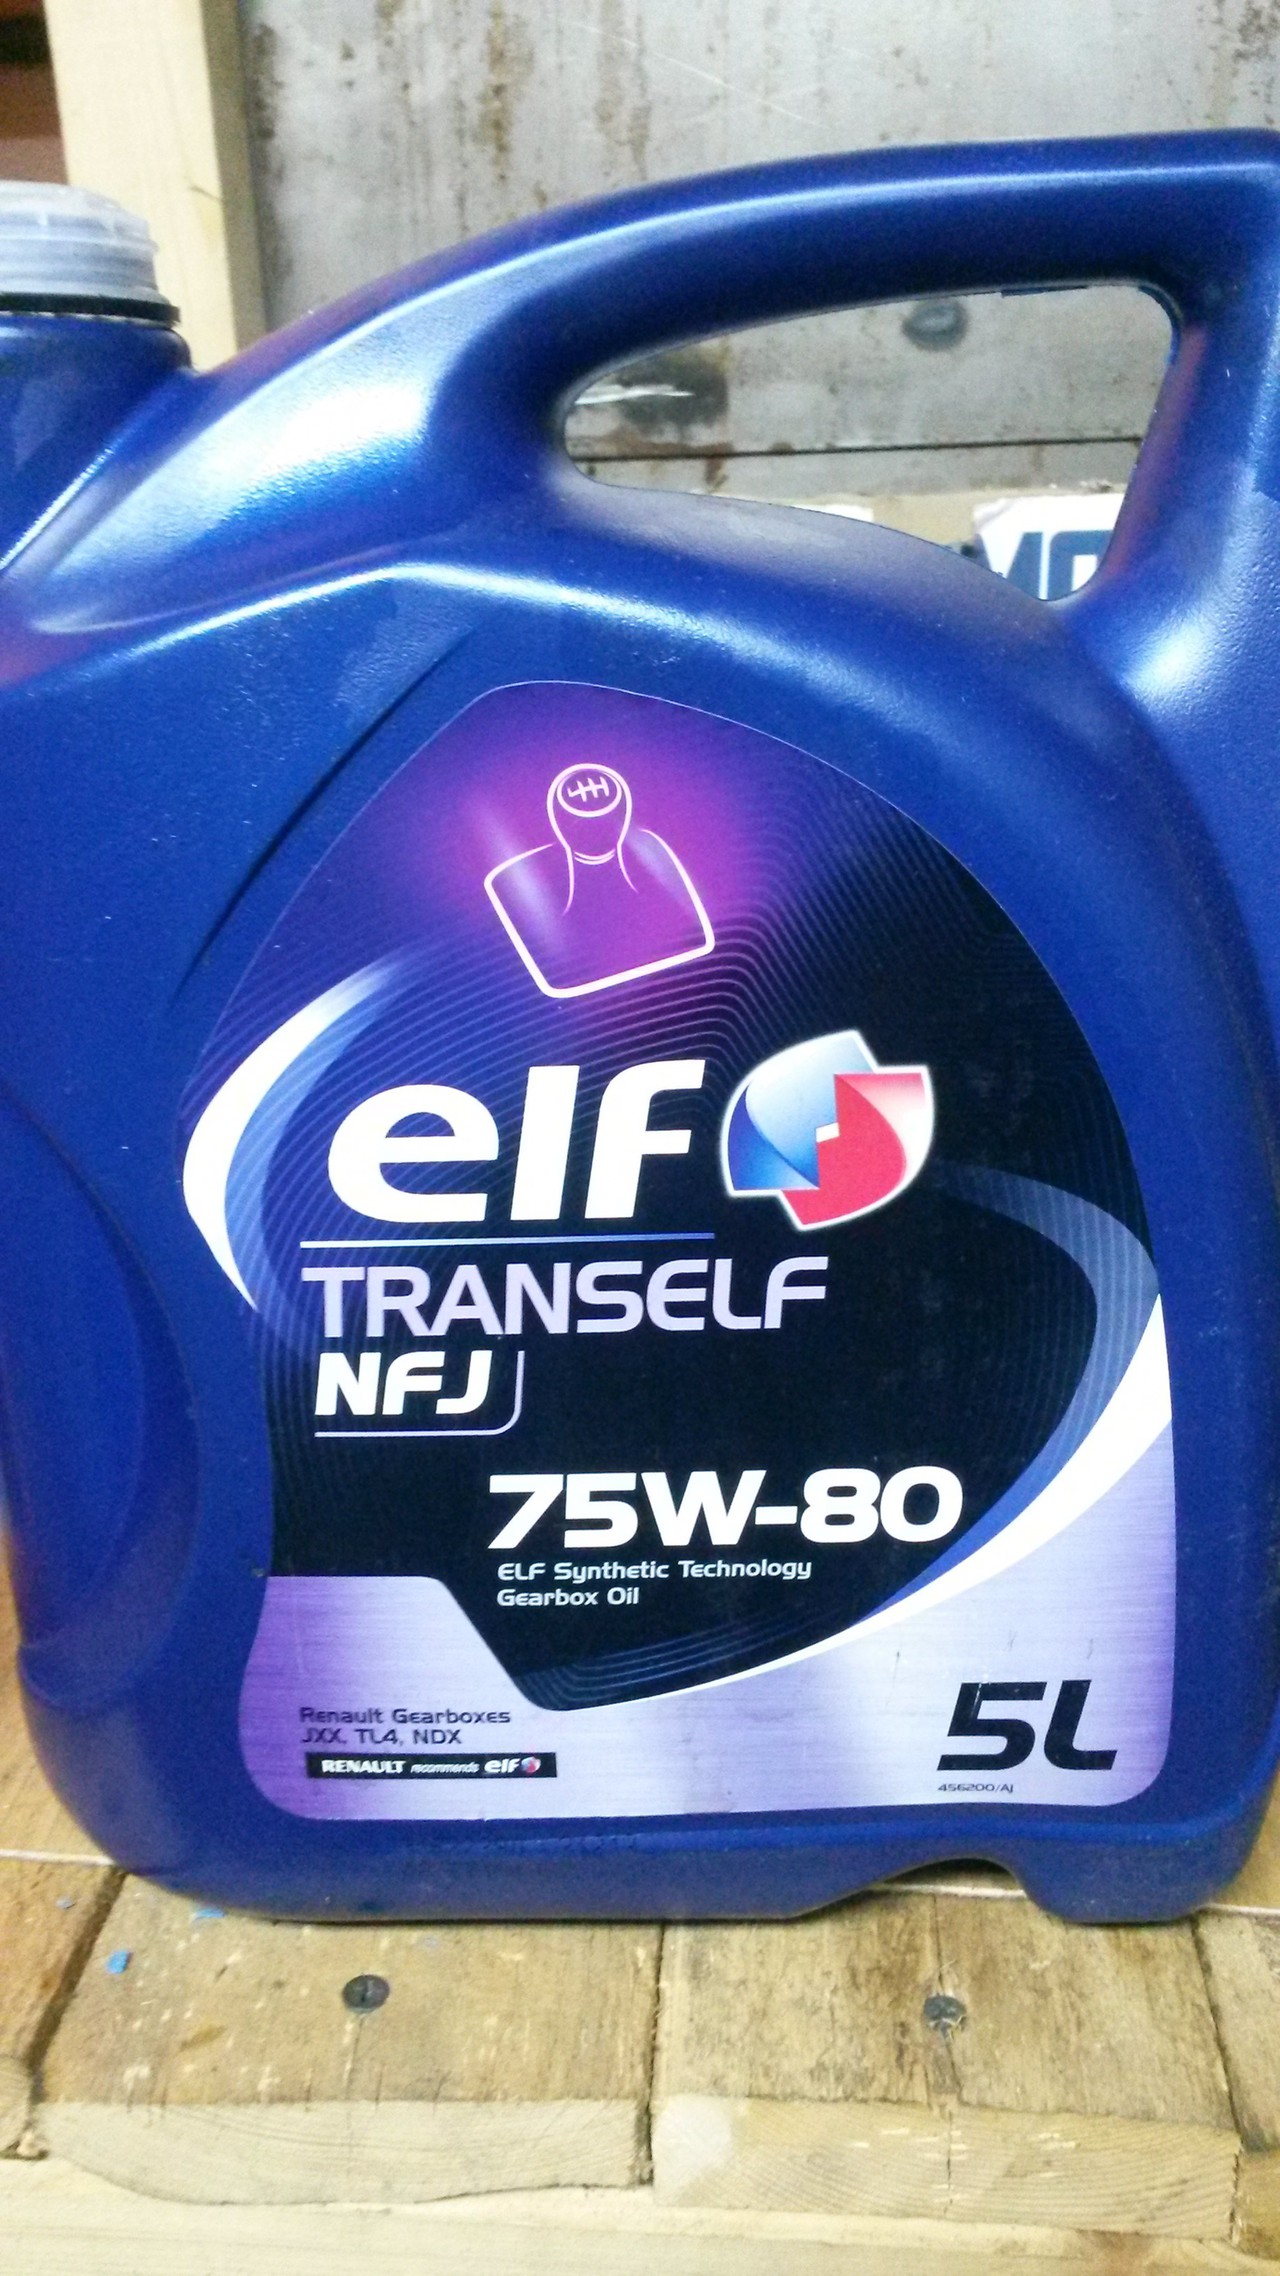 MO
elf
TRANSELF
NFJ
75W-80
ELF Synthetic Technology
Gearbox Oil
Renault Gearboxes
JXX, TL4, NDX
RENAULT recommends elf
5L
456200/AJ